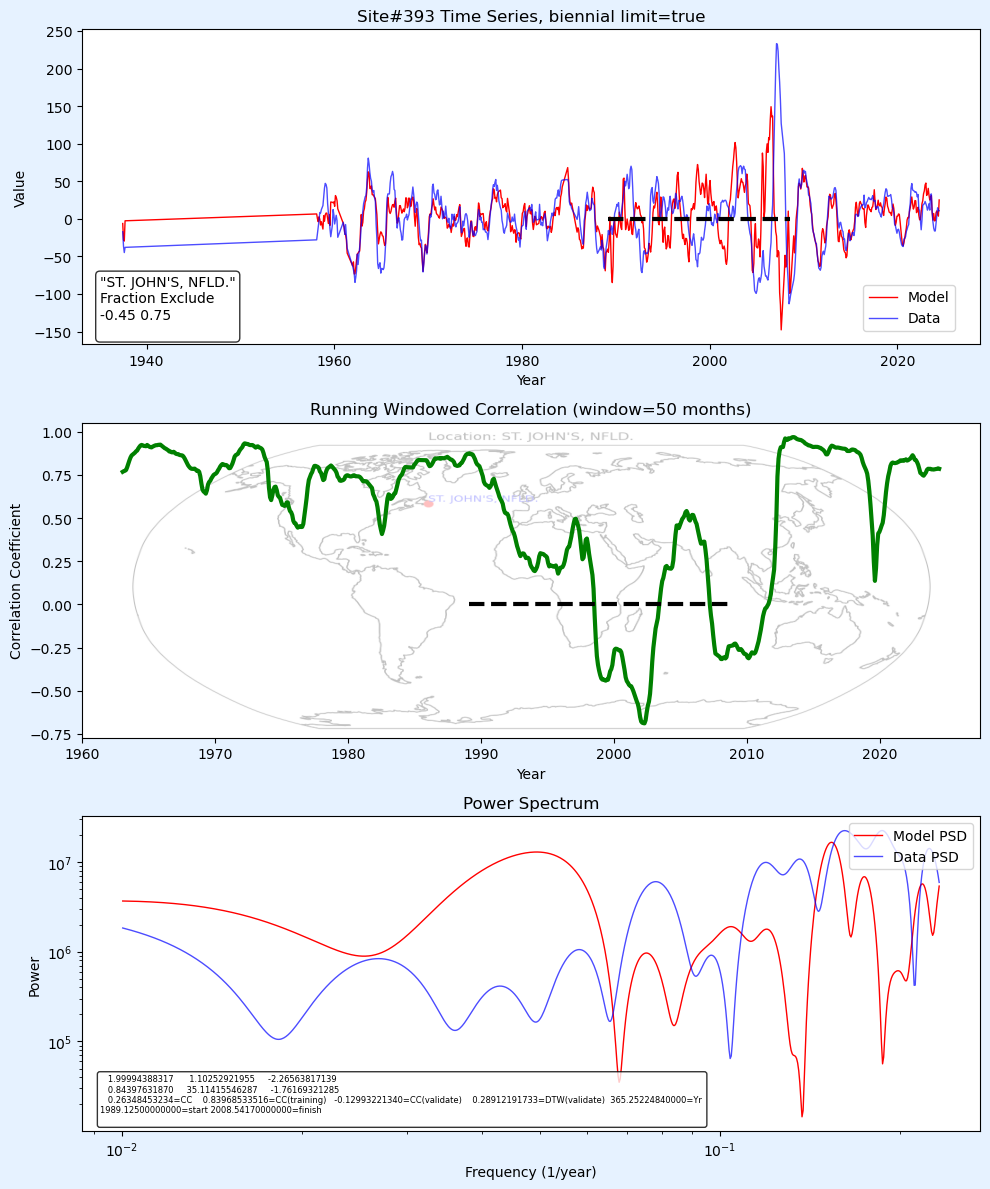 Site#393 Time Series, biennial limit=true
250
200
150
100
50
0
−50
−100
−150
Value
"ST. JOHN'S, NFLD."
Fraction Exclude
-0.45 0.75
Model
Data
1940
1960
1980
2000
2020
Year
Running Windowed Correlation (window=50 months)
Location: ST. JOHN'S, NFLD.
ST. JOHN'S, NFLD.
1.00
0.75
0.50
0.25
0.00
−0.25
−0.50
−0.75
Correlation Coefficient
1960
1970
1980
1990
2000
2010
2020
Year
Power Spectrum
Model PSD
Data PSD
10^7
10^6
10^5
Power
1.99994388317 1.10252921955 -2.26563817139
0.84397631870 35.11415546287 -1.76169321285
0.26348453234=CC 0.83968533516=CC(training) -0.12993221340=CC(validate) 0.28912191733=DTW(validate) 365.25224840000=Yr
1989.12500000000=start 2008.54170000000=finish
10^-2
10^-1
Frequency (1/year)